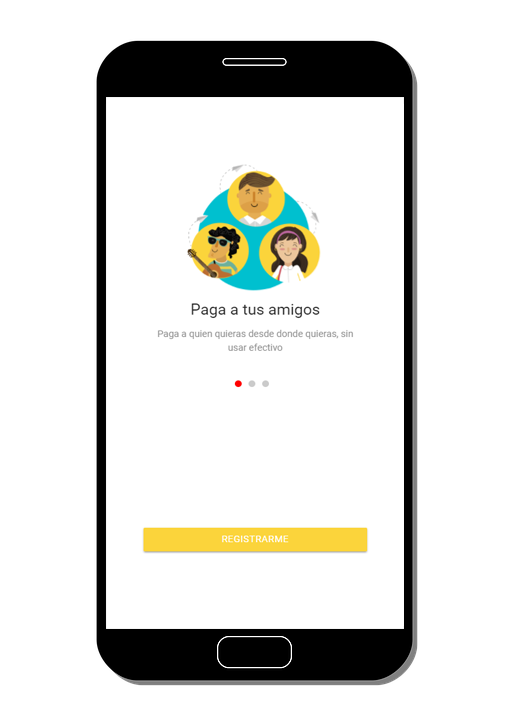 Paga a tus amigos
Paga a quien quieras desde donde quieras, sin
usar efectivo
REGISTRARME